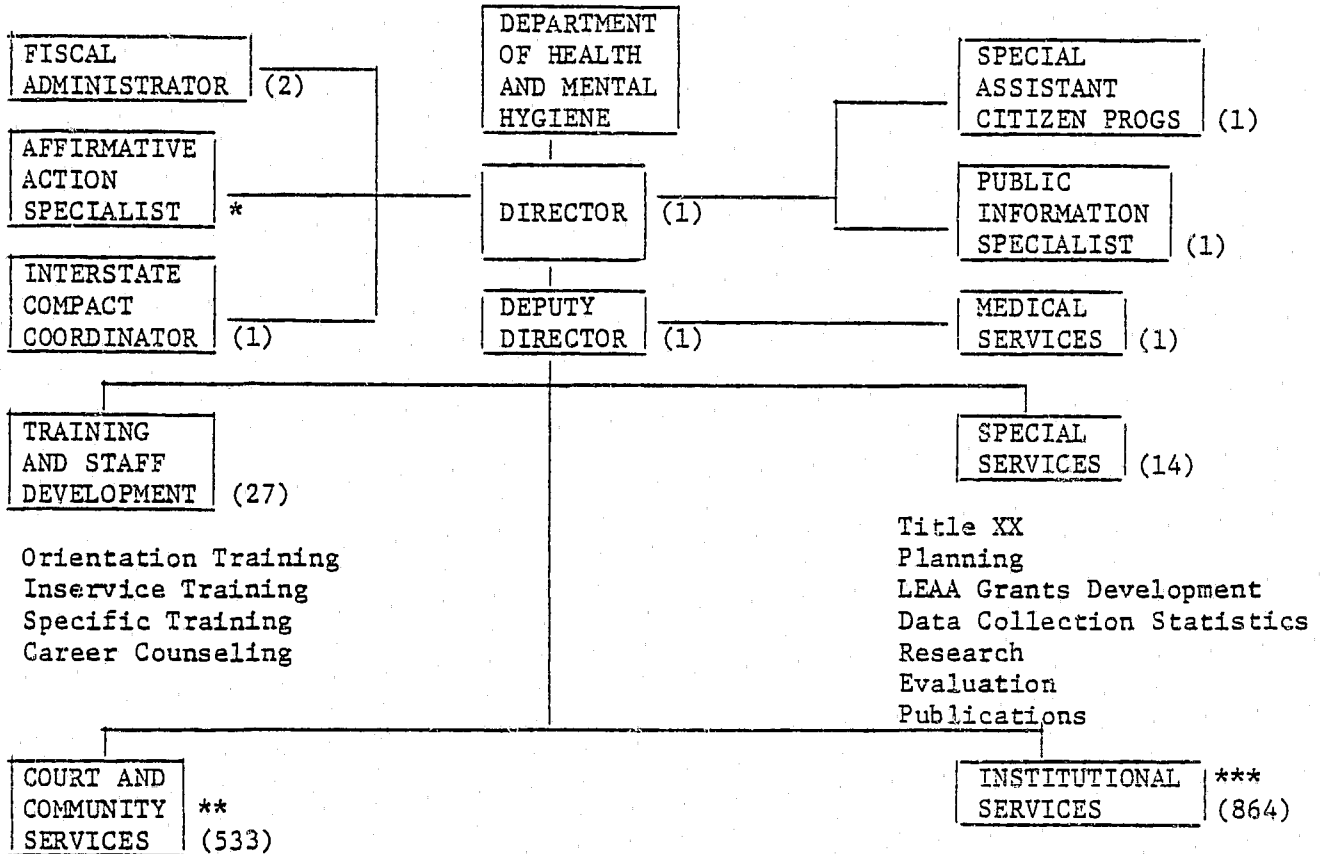 DEPARTMENT
OF HEALTH
AND MENTAL
HYGIENE
FISCAL
ADMINISTRATOR (2)
SPECIAL
ASSISTANT
CITIZEN PROGS (1)
AFFIRMATIVE
ACTION
SPECIALIST *
DIRECTOR (1)
PUBLIC
INFORMATION
SPECIALIST (1)
INTERSTATE
COMPACT
COORDINATOR (1)
DEPUTY
DIRECTOR (1)
MEDICAL
SERVICES (1)
TRAINING
AND STAFF
DEVELOPMENT (27)
Orientation Training
Inservice Training
Specific Training
Career Counseling
SPECIAL
SERVICES (14)
Title XX
Planning
LEAA Grants Development
Data Collection Statistics
Research
Evaluation
Publications
COURT AND
COMMUNITY **
SERVICES (533)
INSTITUTIONAL ***
SERVICES (864)